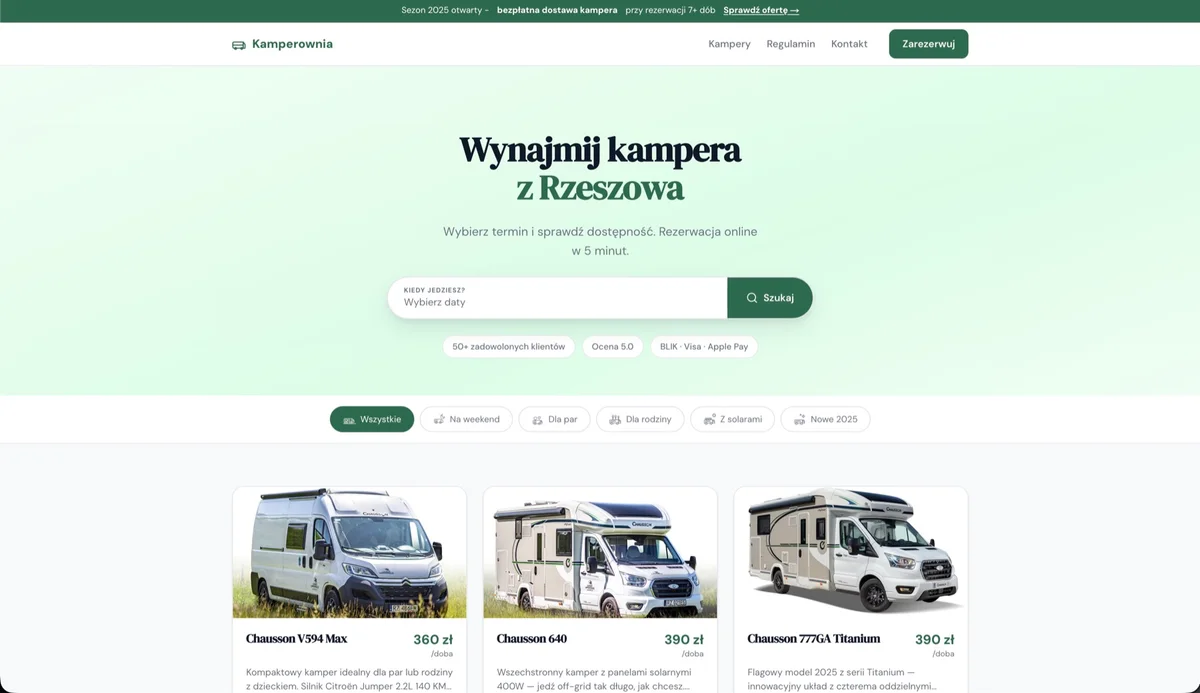 Sezon 2025 otwarty – bezpłatna dostawa kampera przy rezerwacji 7+ dób Sprawdź ofertę →
Kamperownia
Kampery Regulamin Kontakt Zarezerwuj
Wynajmij kampera
z Rzeszowa
Wybierz termin i sprawdź dostępność. Rezerwacja online
w 5 minut.
KIEDY JEDZIESZ?
Wybierz daty
Szukaj
50+ zadowolonych klientów Ocena 5.0 BLIK · Visa · Apple Pay
Wszystkie Na weekend Dla par Dla rodziny Z solarami Nowe 2025
Chausson V594 Max 360 zł
/doba
Kompaktowy kamper idealny dla par lub rodziny
z dzieckiem. Silnik Citroën Jumper 2.2L 140 KM...
Chausson 640 390 zł
/doba
Wszechstronny kamper z panelami solarnymi
400W — jedź off-grid tak długo, jak chcesz....
Chausson 777GA Titanium 390 zł
/doba
Flagowy model 2025 z serii Titanium —
innowacyjny układ z czterema oddzielnymi...